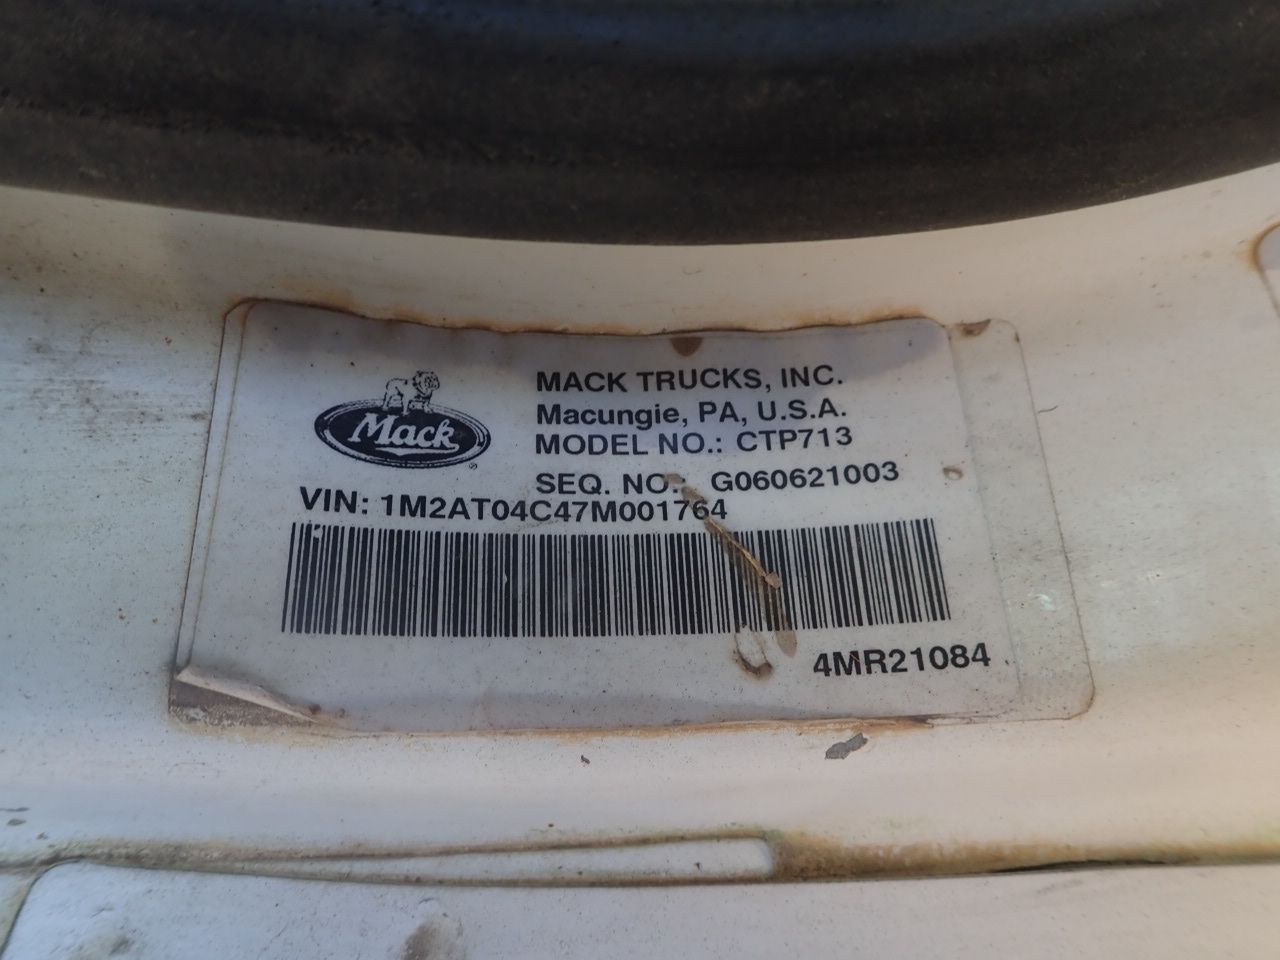 Mack
MACK TRUCKS, INC.
Macungie, PA, U.S.A.
MODEL NO.: CTP713
SEQ. NO.: G060621003
VIN: 1M2AT04C47M001764
4MR21084